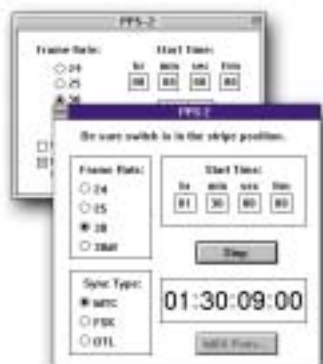 PPS-2
Frame Rate:
Start Time:
24
hr min sec frm
25
00 00 00 00
30
PPS-2
Be sure switch is in the stripe position.
Frame Rate:
Start Time:
24
hr min sec frm
25
01 30 00 00
30
30df
Stop
Sync Type:
MTC
01:30:09:00
FSK
DTL